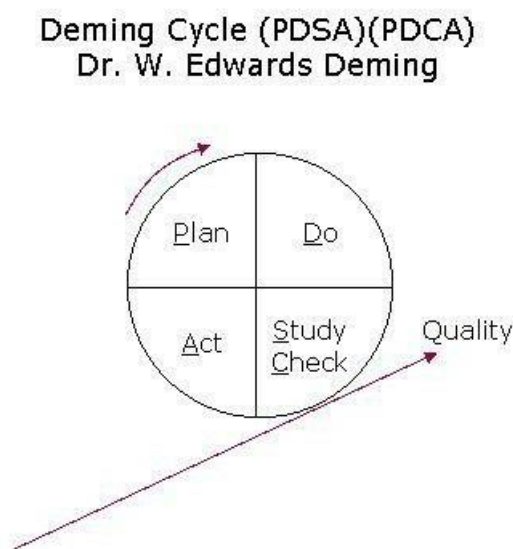 Deming Cycle (PDSA)(PDCA)
Dr. W. Edwards Deming
Plan
Do
Act
Study
Check
Quality